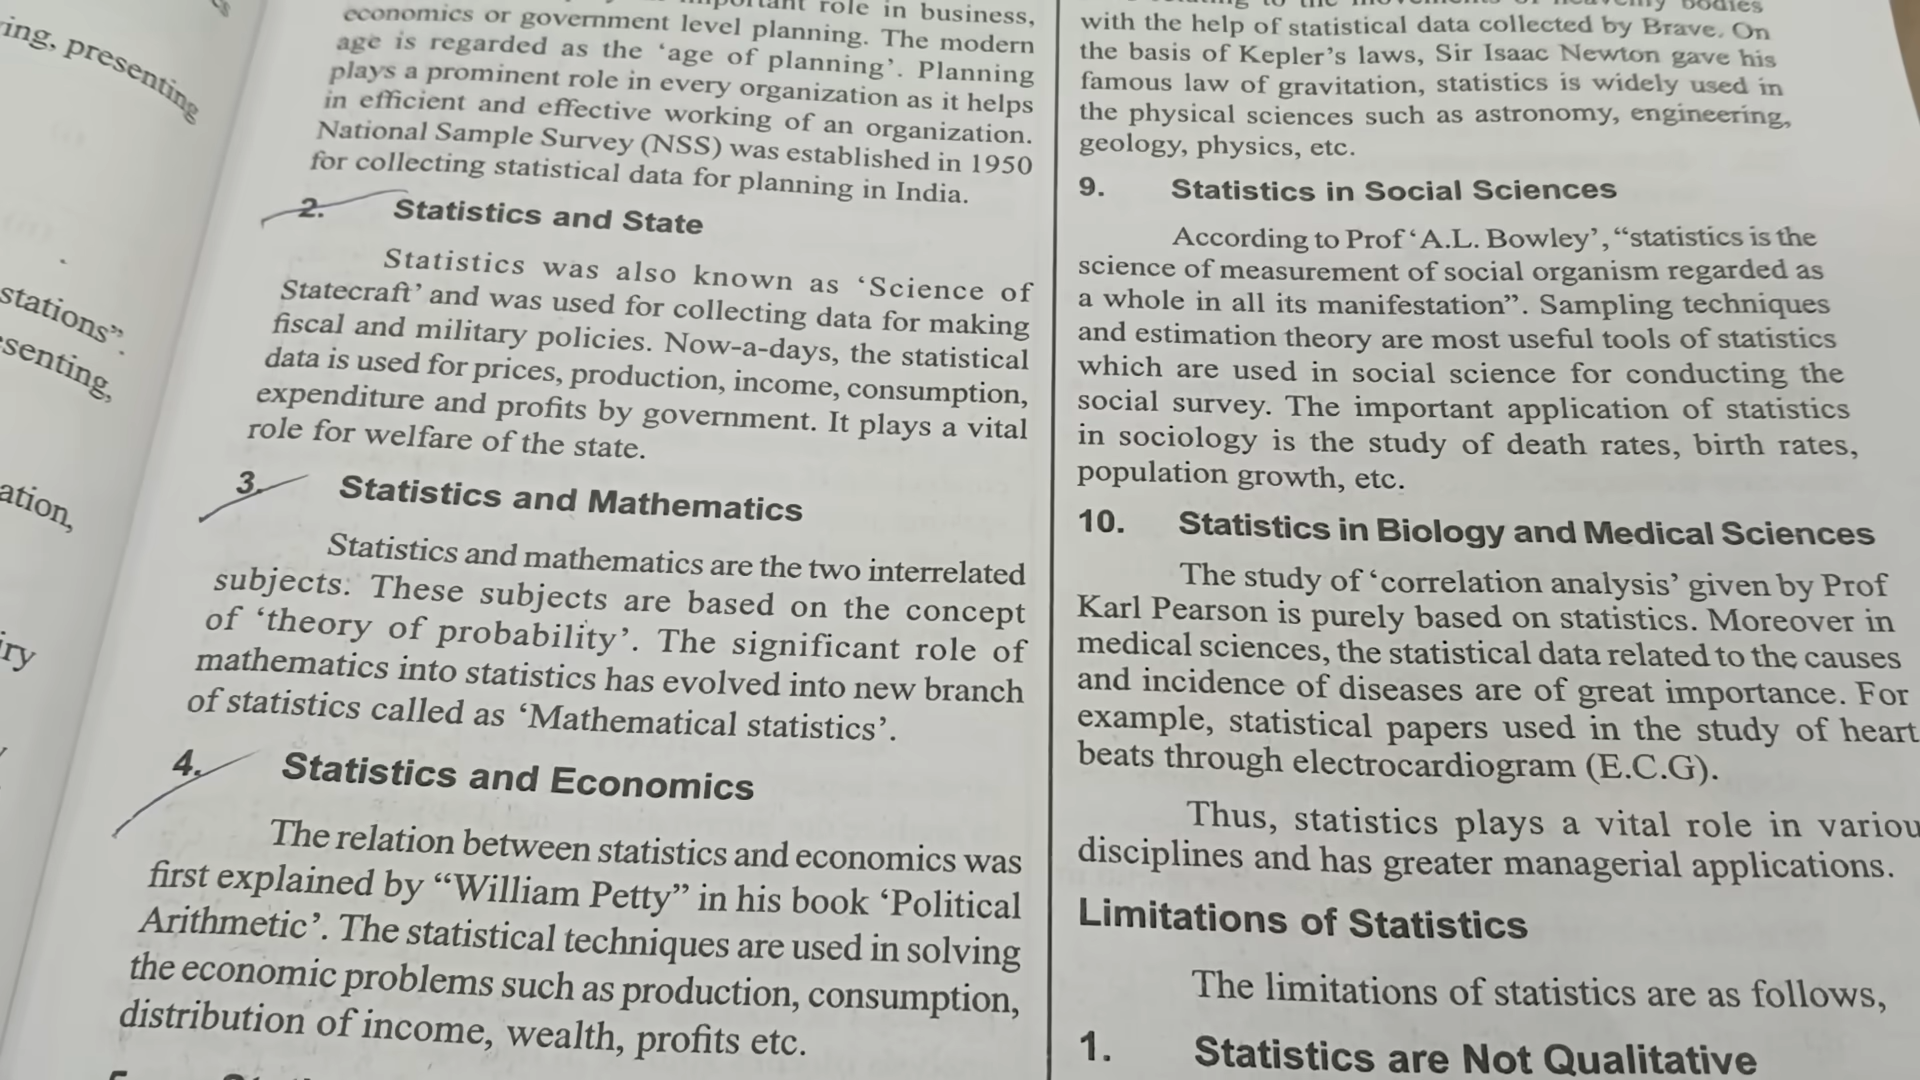 ing, presenting
stations”.
senting,
ation,
iry
role in business,
economics or government level planning. The modern
age is regarded as the ‘age of planning’. Planning
plays a prominent role in every organization as it helps
in efficient and effective working of an organization.
National Sample Survey (NSS) was established in 1950
for collecting statistical data for planning in India.
2. Statistics and State
Statistics was also known as ‘Science of
Statecraft’ and was used for collecting data for making
fiscal and military policies. Now-a-days, the statistical
data is used for prices, production, income, consumption,
expenditure and profits by government. It plays a vital
role for welfare of the state.
3. Statistics and Mathematics
Statistics and mathematics are the two interrelated
subjects. These subjects are based on the concept
of ‘theory of probability’. The significant role of
mathematics into statistics has evolved into new branch
of statistics called as ‘Mathematical statistics’.
4. Statistics and Economics
The relation between statistics and economics was
first explained by “William Petty” in his book ‘Political
Arithmetic’. The statistical techniques are used in solving
the economic problems such as production, consumption,
distribution of income, wealth, profits etc.
bodies
with the help of statistical data collected by Brave. On
the basis of Kepler’s laws, Sir Isaac Newton gave his
famous law of gravitation, statistics is widely used in
the physical sciences such as astronomy, engineering,
geology, physics, etc.
9. Statistics in Social Sciences
According to Prof ‘A.L. Bowley’, “statistics is the
science of measurement of social organism regarded as
a whole in all its manifestation”. Sampling techniques
and estimation theory are most useful tools of statistics
which are used in social science for conducting the
social survey. The important application of statistics
in sociology is the study of death rates, birth rates,
population growth, etc.
10. Statistics in Biology and Medical Sciences
The study of ‘correlation analysis’ given by Prof
Karl Pearson is purely based on statistics. Moreover in
medical sciences, the statistical data related to the causes
and incidence of diseases are of great importance. For
example, statistical papers used in the study of heart
beats through electrocardiogram (E.C.G).
Thus, statistics plays a vital role in variou
disciplines and has greater managerial applications.
Limitations of Statistics
The limitations of statistics are as follows,
1. Statistics are Not Qualitative